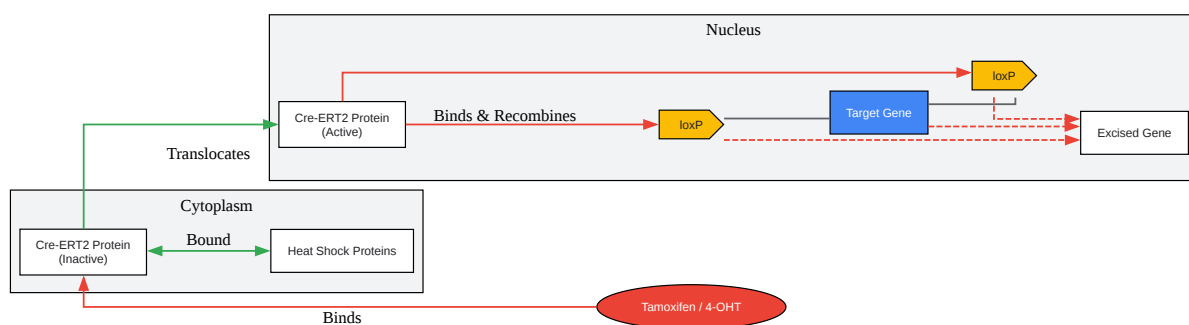 Nucleus
loxP
Cre-ERT2 Protein
(Active)
Binds & Recombines
loxP
Target Gene
Excised Gene
Translocates
Cytoplasm
Cre-ERT2 Protein
(Inactive)
Bound
Heat Shock Proteins
Tamoxifen / 4-OHT
Binds